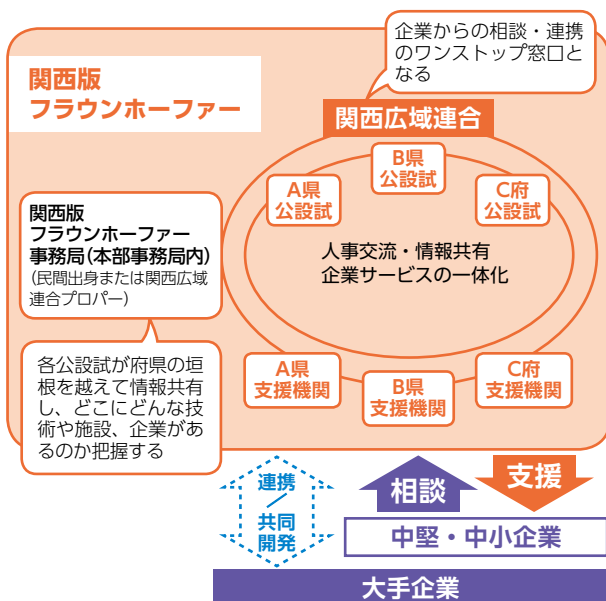 企業からの相談・連携
のワンストップ窓口と
なる
関西版
フラウンホーファー
関西広域連合
A県
公設試
B県
公設試
C府
公設試
関西版
フラウンホーファー
事務局(本部事務局内)
(民間出身または関西広域
連合プロパー)
人事交流・情報共有
企業サービスの一体化
各公設試が府県の垣
根を越えて情報共有
し、どこにどんな技
術や施設、企業があ
るのか把握する
A県
支援機関
B県
支援機関
C府
支援機関
連携
/
共同
開発
相談
支援
中堅・中小企業
大手企業